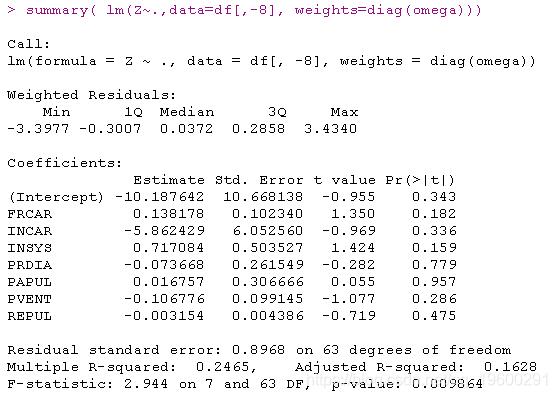 > summary( lm(Z~.,data=df[,-8], weights=diag(omega)))
Call:
lm(formula = Z ~ ., data = df[, -8], weights = diag(omega))
Weighted Residuals:
Min 1Q Median 3Q Max
-3.3977 -0.3007 0.0372 0.2858 3.4340
Coefficients:
Estimate Std. Error t value Pr(>|t|)
(Intercept) -10.187642 10.668138 -0.955 0.343
FRCAR 0.138178 0.102340 1.350 0.182
INCAR -5.862429 6.052560 -0.969 0.336
INSYS 0.717084 0.503527 1.424 0.159
PRDIA -0.073668 0.261549 -0.282 0.779
PAPUL 0.016757 0.306666 0.055 0.957
PVENT -0.106776 0.099145 -1.077 0.286
REPUL -0.003154 0.004386 -0.719 0.475
Residual standard error: 0.8968 on 63 degrees of freedom
Multiple R-squared: 0.2465, Adjusted R-squared: 0.1628
F-statistic: 2.944 on 7 and 63 DF, p-value: 0.009864